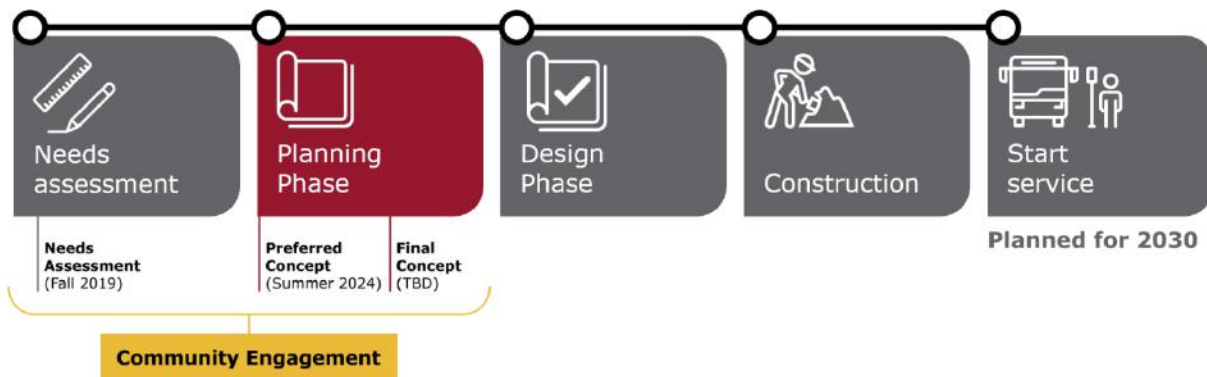 Needs
assessment
Planning
Phase
Design
Phase
Construction
Start
service
Needs
Assessment
(Fall 2019)
Preferred
Concept
(Summer 2024)
Final
Concept
(TBD)
Planned for 2030
Community Engagement